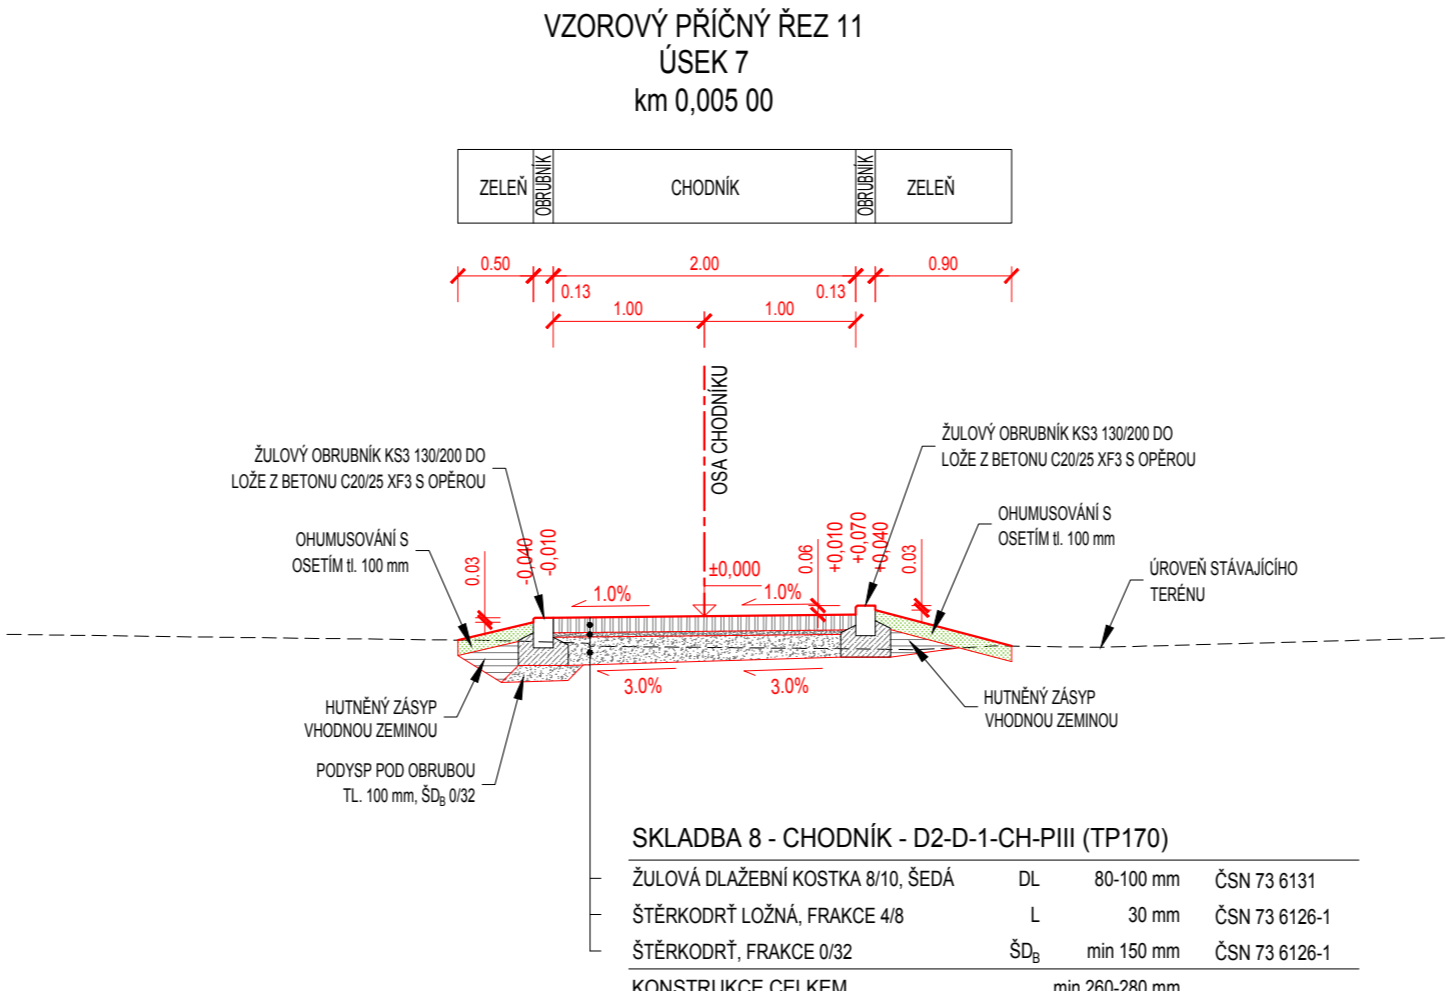 VZOROVÝ PŘÍČNÝ ŘEZ 11
ÚSEK 7
km 0,005 00
ZELEŇ
OBRUBNÍK
CHODNÍK
OBRUBNÍK
ZELEŇ
0.50
2.00
0.90
0.13
0.13
1.00
1.00
OSA CHODNÍKU
ŽULOVÝ OBRUBNÍK KS3 130/200 DO
LOŽE Z BETONU C20/25 XF3 S OPĚROU
ŽULOVÝ OBRUBNÍK KS3 130/200 DO
LOŽE Z BETONU C20/25 XF3 S OPĚROU
OHUMUSOVÁNÍ S
OSETÍM tl. 100 mm
OHUMUSOVÁNÍ S
OSETÍM tl. 100 mm
ÚROVEŇ STÁVAJÍCÍHO
TERÉNU
0.03
-0,040
-0,010
±0,000
0.06
+0,010
+0,070
+0,040
0.03
1.0%
1.0%
3.0%
3.0%
HUTNĚNÝ ZÁSYP
VHODNOU ZEMINOU
HUTNĚNÝ ZÁSYP
VHODNOU ZEMINOU
PODYSP POD OBRUBOU
TL. 100 mm, ŠDB 0/32
SKLADBA 8 - CHODNÍK - D2-D-1-CH-PIII (TP170)
ŽULOVÁ DLAŽEBNÍ KOSTKA 8/10, ŠEDÁ DL 80-100 mm ČSN 73 6131
ŠTĚRKODRŤ LOŽNÁ, FRAKCE 4/8 L 30 mm ČSN 73 6126-1
ŠTĚRKODRŤ, FRAKCE 0/32 ŠDB min 150 mm ČSN 73 6126-1
KONSTRUKCE CELKEM min 260-280 mm